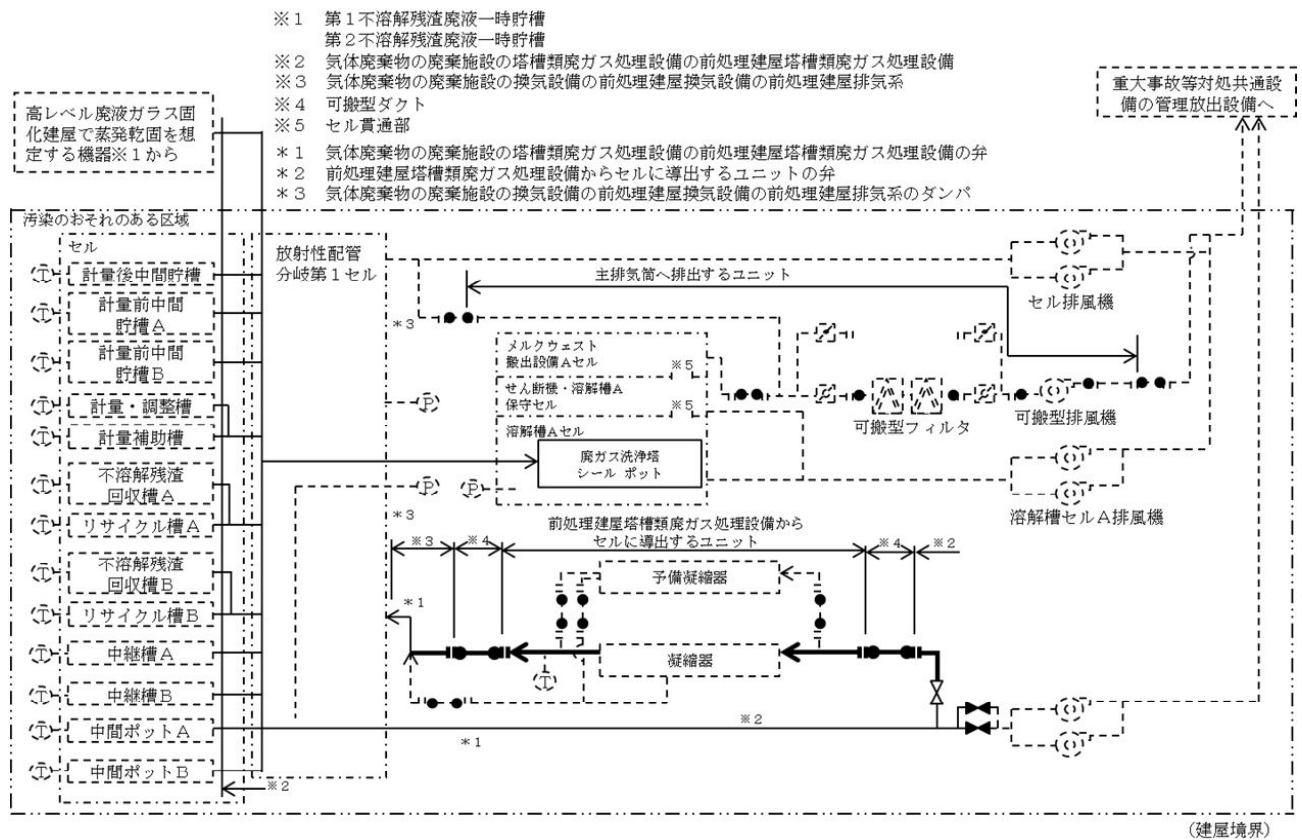 ※1 第1不溶解残渣廃液一時貯槽
第2不溶解残渣廃液一時貯槽
※2 気体廃棄物の廃棄施設の塔槽類廃ガス処理設備の前処理建屋塔槽類廃ガス処理設備
※3 気体廃棄物の廃棄施設の換気設備の前処理建屋換気設備の前処理建屋排気系
※4 可搬型ダクト
※5 セル貫通部
*1 気体廃棄物の廃棄施設の塔槽類廃ガス処理設備の前処理建屋塔槽類廃ガス処理設備の弁
*2 前処理建屋塔槽類廃ガス処理設備からセルに導出するユニットの弁
*3 気体廃棄物の廃棄施設の換気設備の前処理建屋換気設備の前処理建屋排気系のダンパ
高レベル廃液ガラス固
化建屋で蒸発乾固を想
定する機器※1から
重大事故等対処共通設
備の管理放出設備へ
汚染のおそれのある区域
セル
放射性配管
分岐第1セル
T
計量後中間貯槽
T
計量前中間
貯槽A
T
計量前中間
貯槽B
T
計量・調整槽
T
計量補助槽
T
不溶解残渣
回収槽A
T
リサイクル槽A
T
不溶解残渣
回収槽B
T
リサイクル槽B
T
中継槽A
T
中継槽B
T
中間ポットA
T
中間ポットB
※2
主排気筒へ排出するユニット
セル排風機
*3
メルクウェスト
搬出設備Aセル
※5
せん断機・溶解槽A
保守セル
※5
溶解槽Aセル
廃ガス洗浄塔
シール ポット
P
P
P
*3
可搬型フィルタ
可搬型排風機
溶解槽セルA排風機
前処理建屋塔槽類廃ガス処理設備から
セルに導出するユニット
※3
※4
※4
※2
予備凝縮器
*1
凝縮器
T
※2
*1
(建屋境界)